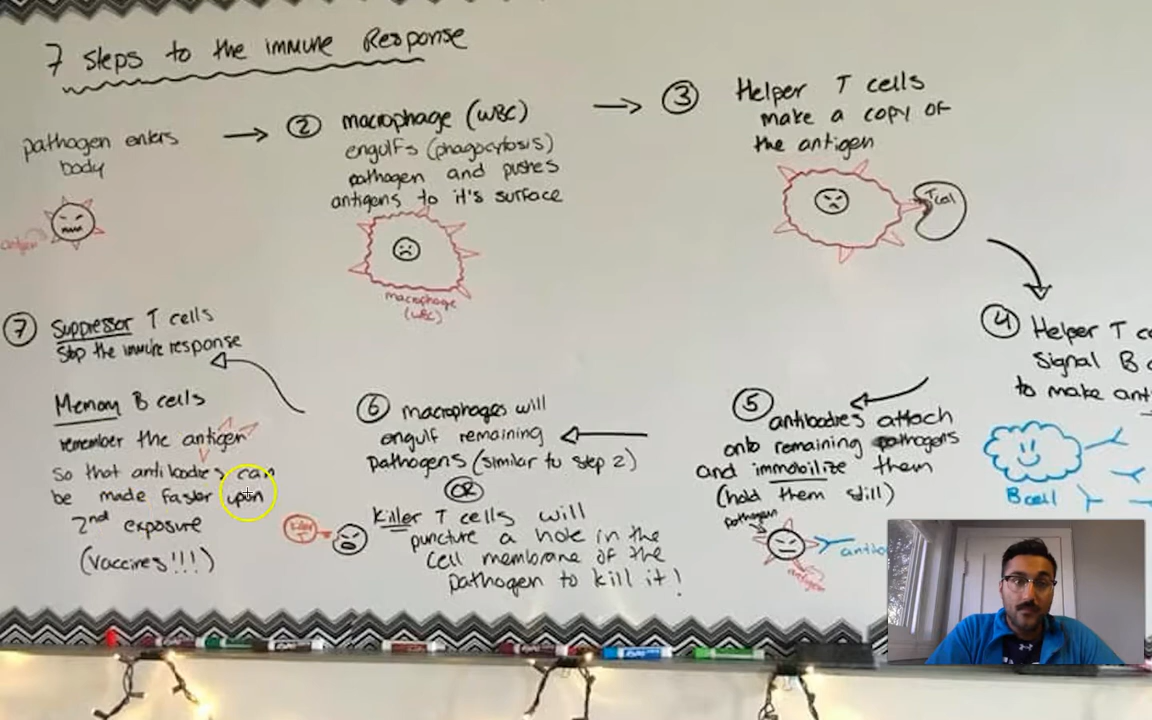 7 Steps to the immune Response
pathogen enters
body
antigen
② macrophage (WBC)
engulfs (phagocytosis)
pathogen and pushes
antigens to it's surface
macrophage
(WBC)
③ Helper T cells
make a copy of
the antigen
T cell
④ Helper T ce
Signal B c
to make ant
B cell
⑤ antibodies attach
onto remaining pathogens
and immobilize them
(hold them still)
pathogen
antibo
antigen
⑥ macrophages will
engulf remaining
pathogens (similar to step 2)
OR
Killer T cells will
puncture a hole in the
cell membrane of the
pathogen to kill it!
Killer
T
⑦ Suppressor T cells
Stop the immune response
Memory B cells
remember the antigen
so that antibodies can
be made faster upon
2nd exposure
(Vaccines!!!)